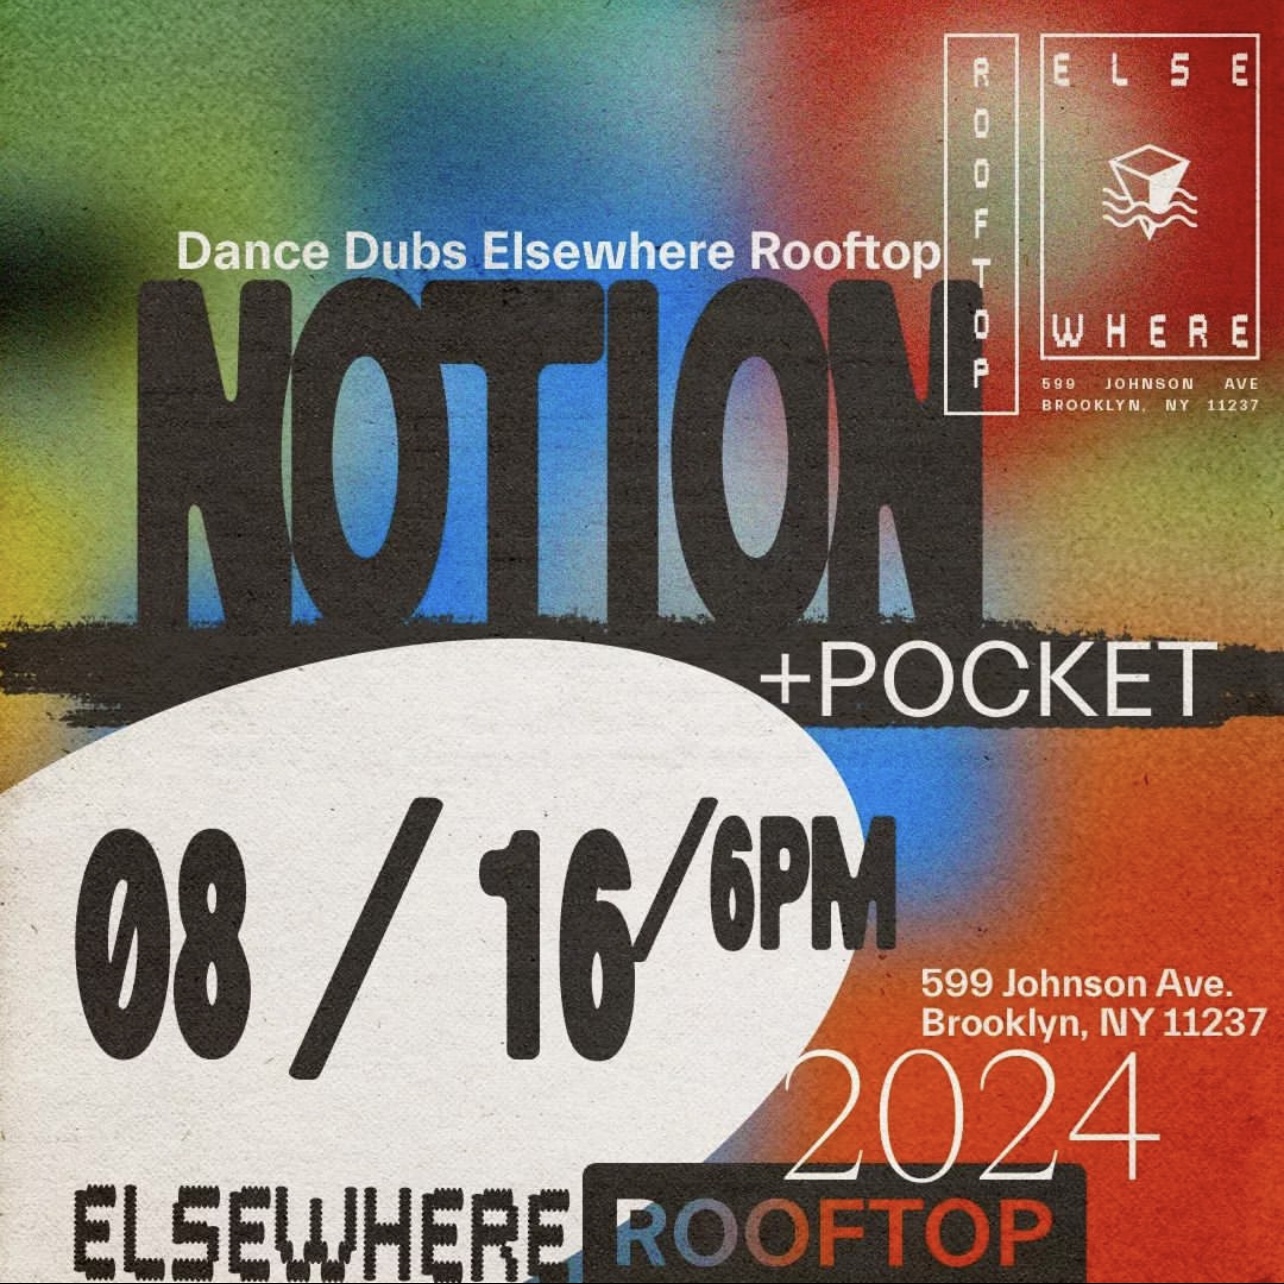 ROOFTOP
ELSE
WHERE
599 JOHNSON AVE
BROOKLYN, NY 11237
Dance Dubs Elsewhere Rooftop
NOTION
+POCKET
08 / 16 / 6PM
599 Johnson Ave.
Brooklyn, NY 11237
2024
ELSEWHERE ROOFTOP